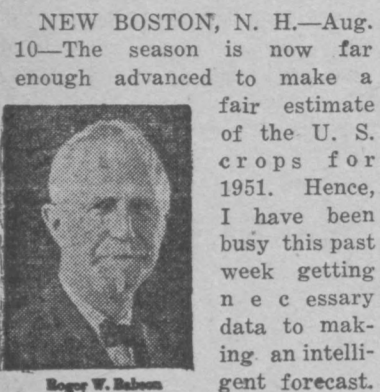 NEW BOSTON, N. H.—Aug.
10—The season is now far
enough advanced to make a
fair estimate
of the U. S.
crops for
1951. Hence,
I have been
busy this past
week getting
n e c essary
data to mak-
ing an intelli-
gent forecast.
Roger W. Babson